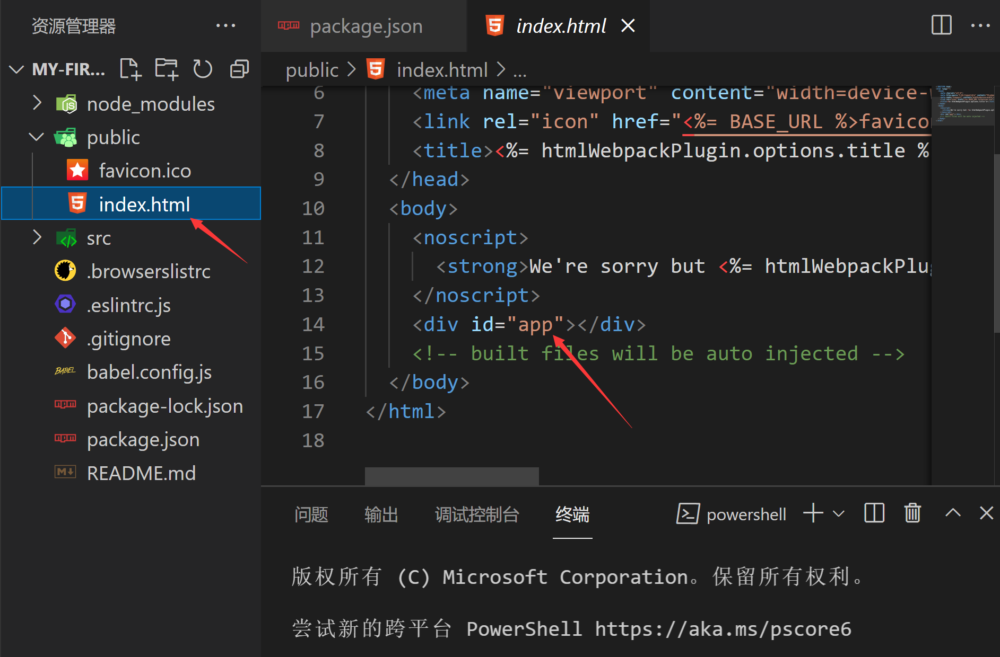 资源管理器
MY-FIR...
node_modules
public
favicon.ico
index.html
src
.browserslistrc
.eslintrc.js
.gitignore
BABEL babel.config.js
package-lock.json
package.json
README.md
package.json
index.html
public > index.html > ...
6 <meta name="viewport" content="width=device-
7 <link rel="icon" href="<%= BASE_URL %>favico
8 <title><%= htmlWebpackPlugin.options.title %
9 </head>
10 <body>
11 <noscript>
12 <strong>We're sorry but <%= htmlWebpackPlu
13 </noscript>
14 <div id="app"></div>
15 <!-- built files will be auto injected -->
16 </body>
17 </html>
18
问题 输出 调试控制台 终端 powershell
版权所有 (C) Microsoft Corporation。保留所有权利。
尝试新的跨平台 PowerShell https://aka.ms/pscore6